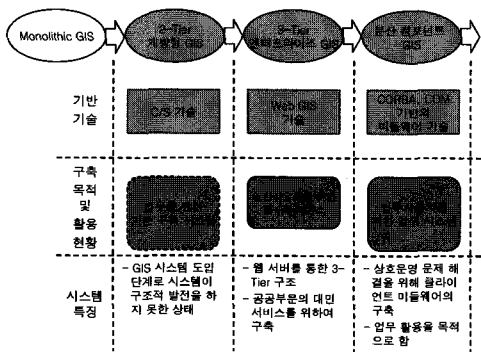 Monolithic GIS
2-Tier
개방형 GIS
3-Tier
엔터프라이즈 GIS
분산 컴포넌트
GIS
기반
기술
C/S 기술
Web GIS
기술
CORBA, COM
기반의
미들웨어 기술
구축
목적
및
활용
현황
시스템
특징
- GIS 시스템 도입
단계로 시스템이
구조적 발전을 하
지 못한 상태
- 웹 서버를 통한 3-
Tier 구조
- 공공부문의 대민
서비스를 위하여
구축
- 상호운영 문제 해
결을 위해 클라이
언트 미들웨어의
구축
- 업무 활용을 목적
으로 함